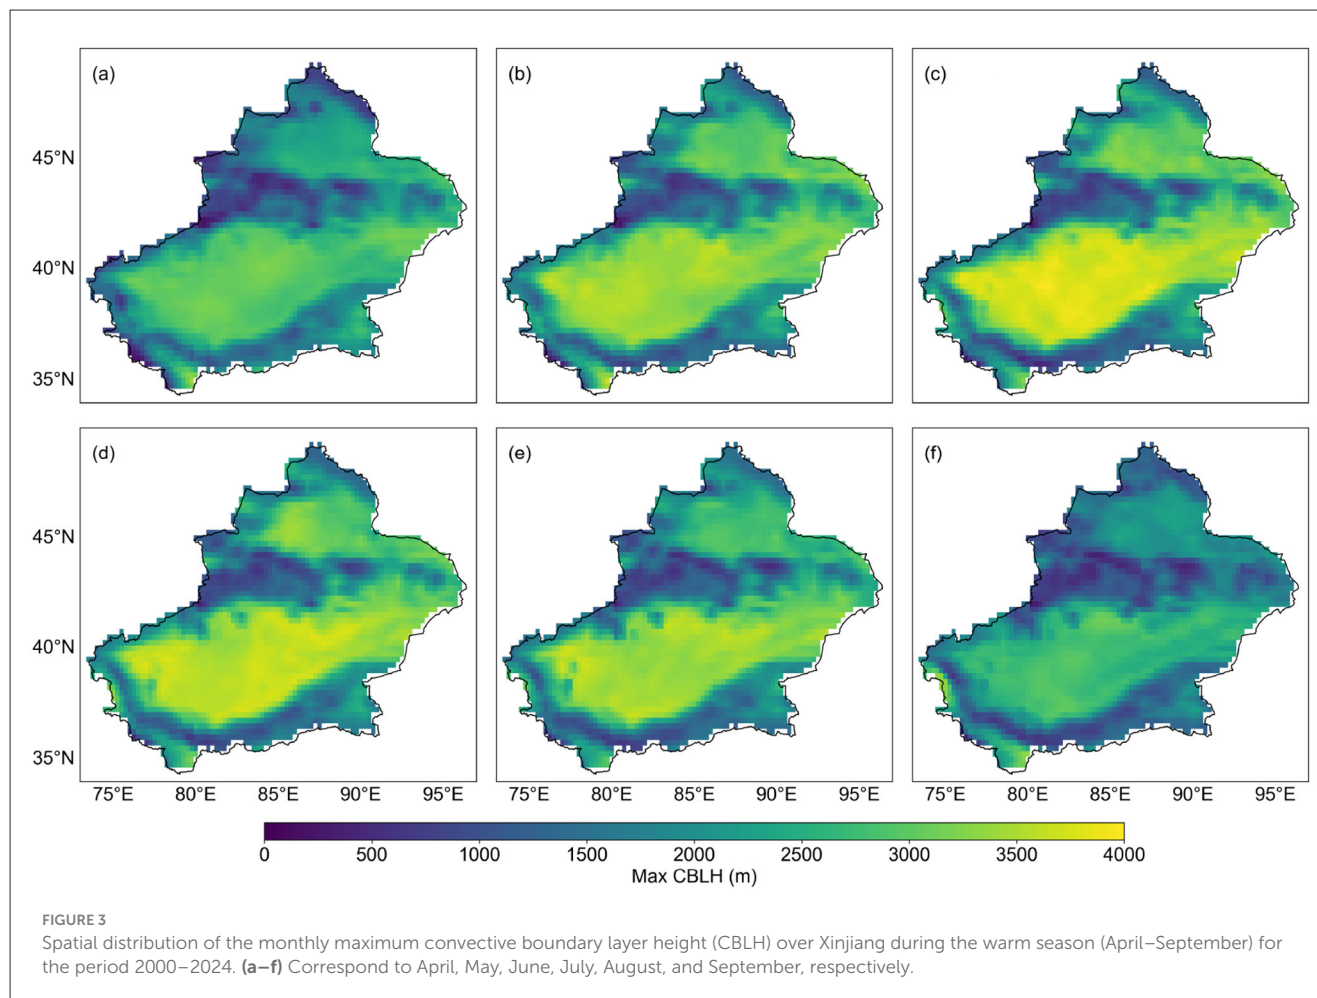 (a)
(b)
(c)
45°N
40°N
35°N
(d)
(e)
(f)
45°N
40°N
35°N
75°E 80°E 85°E 90°E 95°E 75°E 80°E 85°E 90°E 95°E 75°E 80°E 85°E 90°E 95°E
0 500 1000 1500 2000 2500 3000 3500 4000
Max CBLH (m)
FIGURE 3
Spatial distribution of the monthly maximum convective boundary layer height (CBLH) over Xinjiang during the warm season (April–September) for
the period 2000–2024. (a–f) Correspond to April, May, June, July, August, and September, respectively.